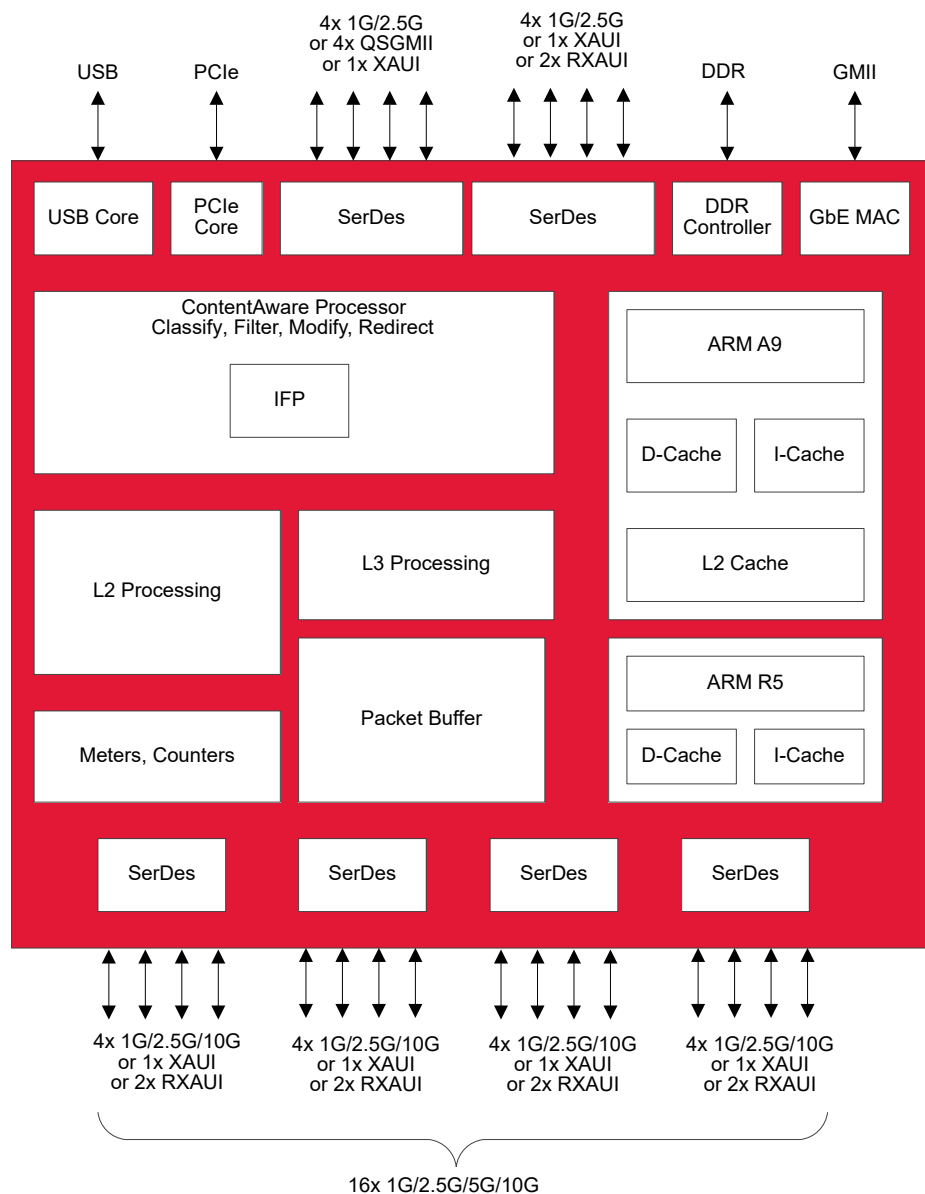 4x 1G/2.5G
or 4x QSGMII
or 1x XAUI
4x 1G/2.5G
or 1x XAUI
or 2x RXAUI
USB
PCIe
DDR
GMII
USB Core
PCIe
Core
SerDes
SerDes
DDR
Controller
GbE MAC
ContentAware Processor
Classify, Filter, Modify, Redirect
IFP
ARM A9
D-Cache
I-Cache
L2 Cache
L2 Processing
L3 Processing
Packet Buffer
Meters, Counters
ARM R5
D-Cache
I-Cache
SerDes
SerDes
SerDes
SerDes
4x 1G/2.5G/10G
or 1x XAUI
or 2x RXAUI
4x 1G/2.5G/10G
or 1x XAUI
or 2x RXAUI
4x 1G/2.5G/10G
or 1x XAUI
or 2x RXAUI
4x 1G/2.5G/10G
or 1x XAUI
or 2x RXAUI
16x 1G/2.5G/5G/10G